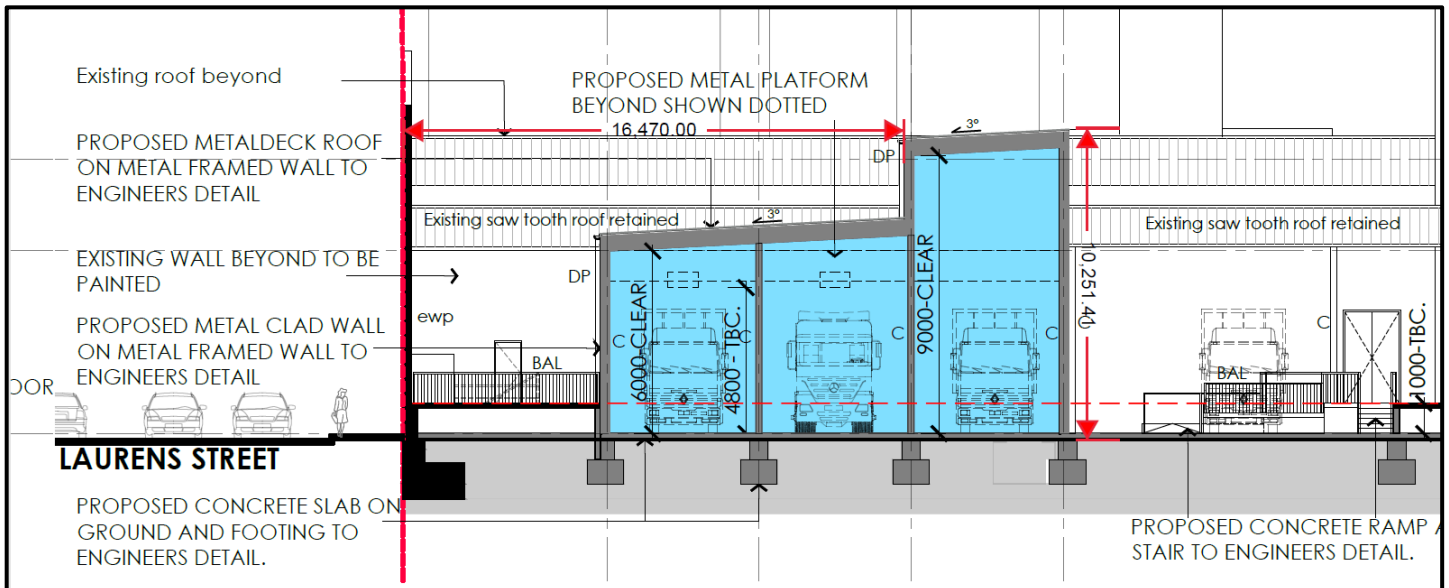 Existing roof beyond
PROPOSED METAL PLATFORM
BEYOND SHOWN DOTTED
16,470.00
3°
PROPOSED METALDECK ROOF
ON METAL FRAMED WALL TO
ENGINEERS DETAIL
DP
Existing saw tooth roof retained
3°
Existing saw tooth roof retained
EXISTING WALL BEYOND TO BE
PAINTED
DP
6000-CLEAR
4800 - TBC.
9000-CLEAR
10,251.41
ewp
PROPOSED METAL CLAD WALL
ON METAL FRAMED WALL TO
ENGINEERS DETAIL
C
C
C
C
BAL
BAL
1000-TBC.
OOR
LAURENS STREET
PROPOSED CONCRETE SLAB ON
GROUND AND FOOTING TO
ENGINEERS DETAIL.
PROPOSED CONCRETE RAMP A
STAIR TO ENGINEERS DETAIL.